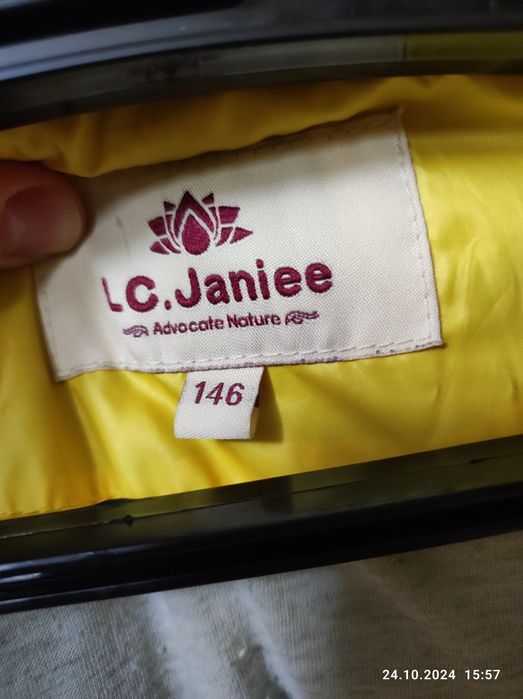 LC.Janiee
Advocate Nature
146
24.10.2024 15:57